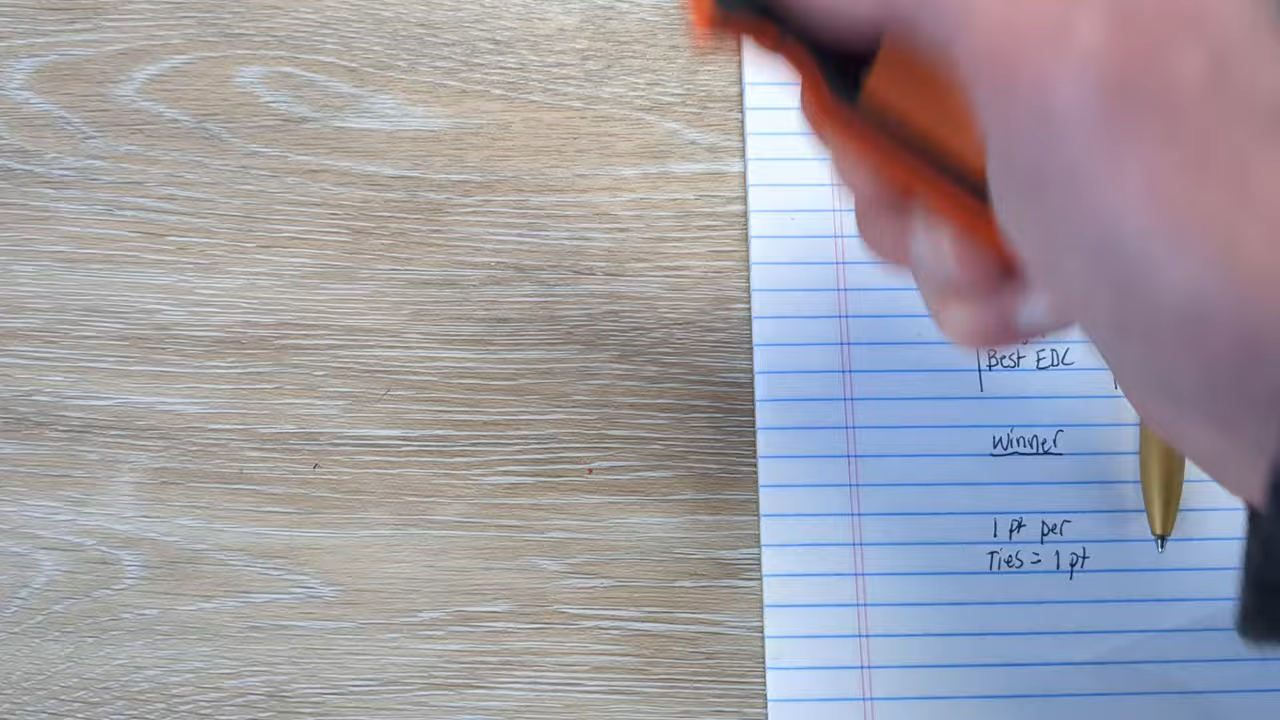 Best EDC
Winner
1 pt per
Ties = 1 pt